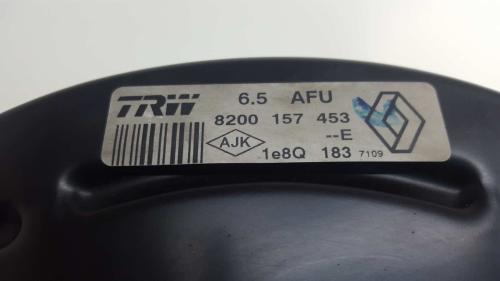 TRW 6.5 AFU
8200 157 453
--E
AJK
1e8Q 183 7109